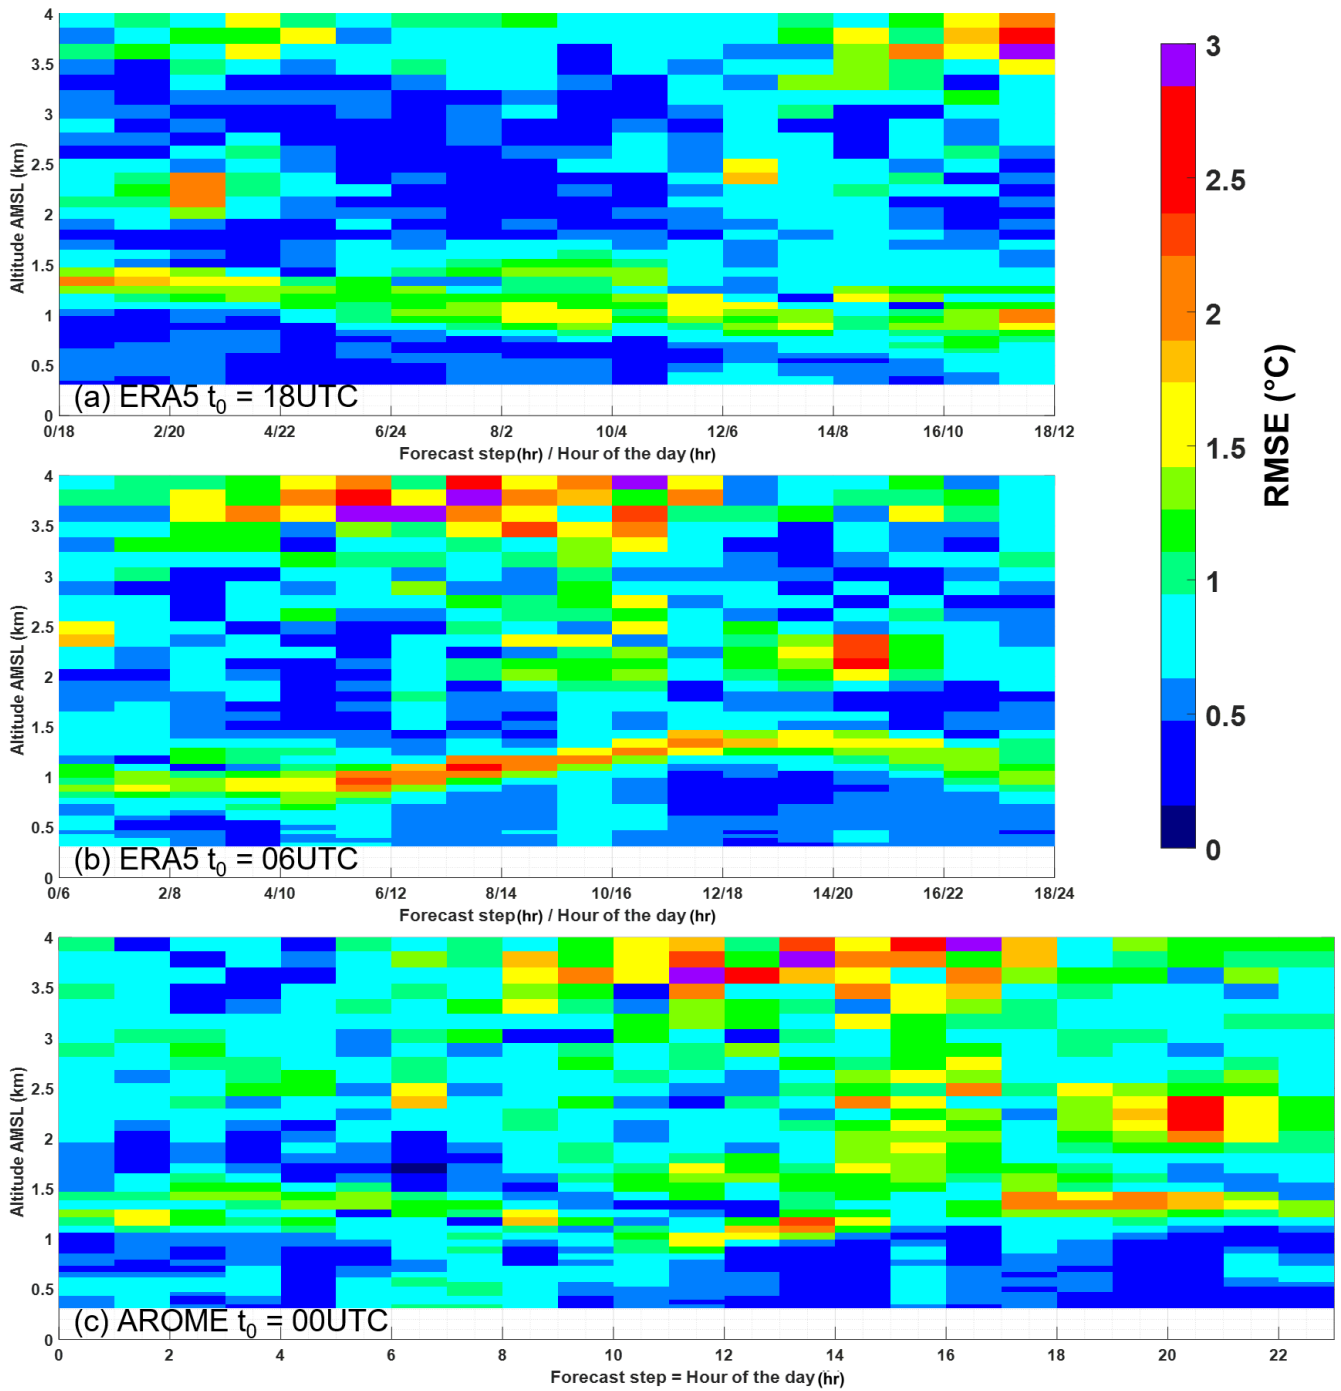 4
3.5
3
2.5
2
1.5
1
0.5
0
Altitude AMSL (km)
(a) ERA5 t0 = 18UTC
0/18 2/20 4/22 6/24 8/2 10/4 12/6 14/8 16/10 18/12
Forecast step(hr) / Hour of the day(hr)
4
3.5
3
2.5
2
1.5
1
0.5
0
Altitude AMSL (km)
(b) ERA5 t0 = 06UTC
0/6 2/8 4/10 6/12 8/14 10/16 12/18 14/20 16/22 18/24
Forecast step(hr) / Hour of the day (hr)
4
3.5
3
2.5
2
1.5
1
0.5
0
Altitude AMSL (km)
(c) AROME t0 = 00UTC
0 2 4 6 8 10 12 14 16 18 20 22
Forecast step = Hour of the day (hr)
3
2.5
2
1.5
1
0.5
0
RMSE (°C)